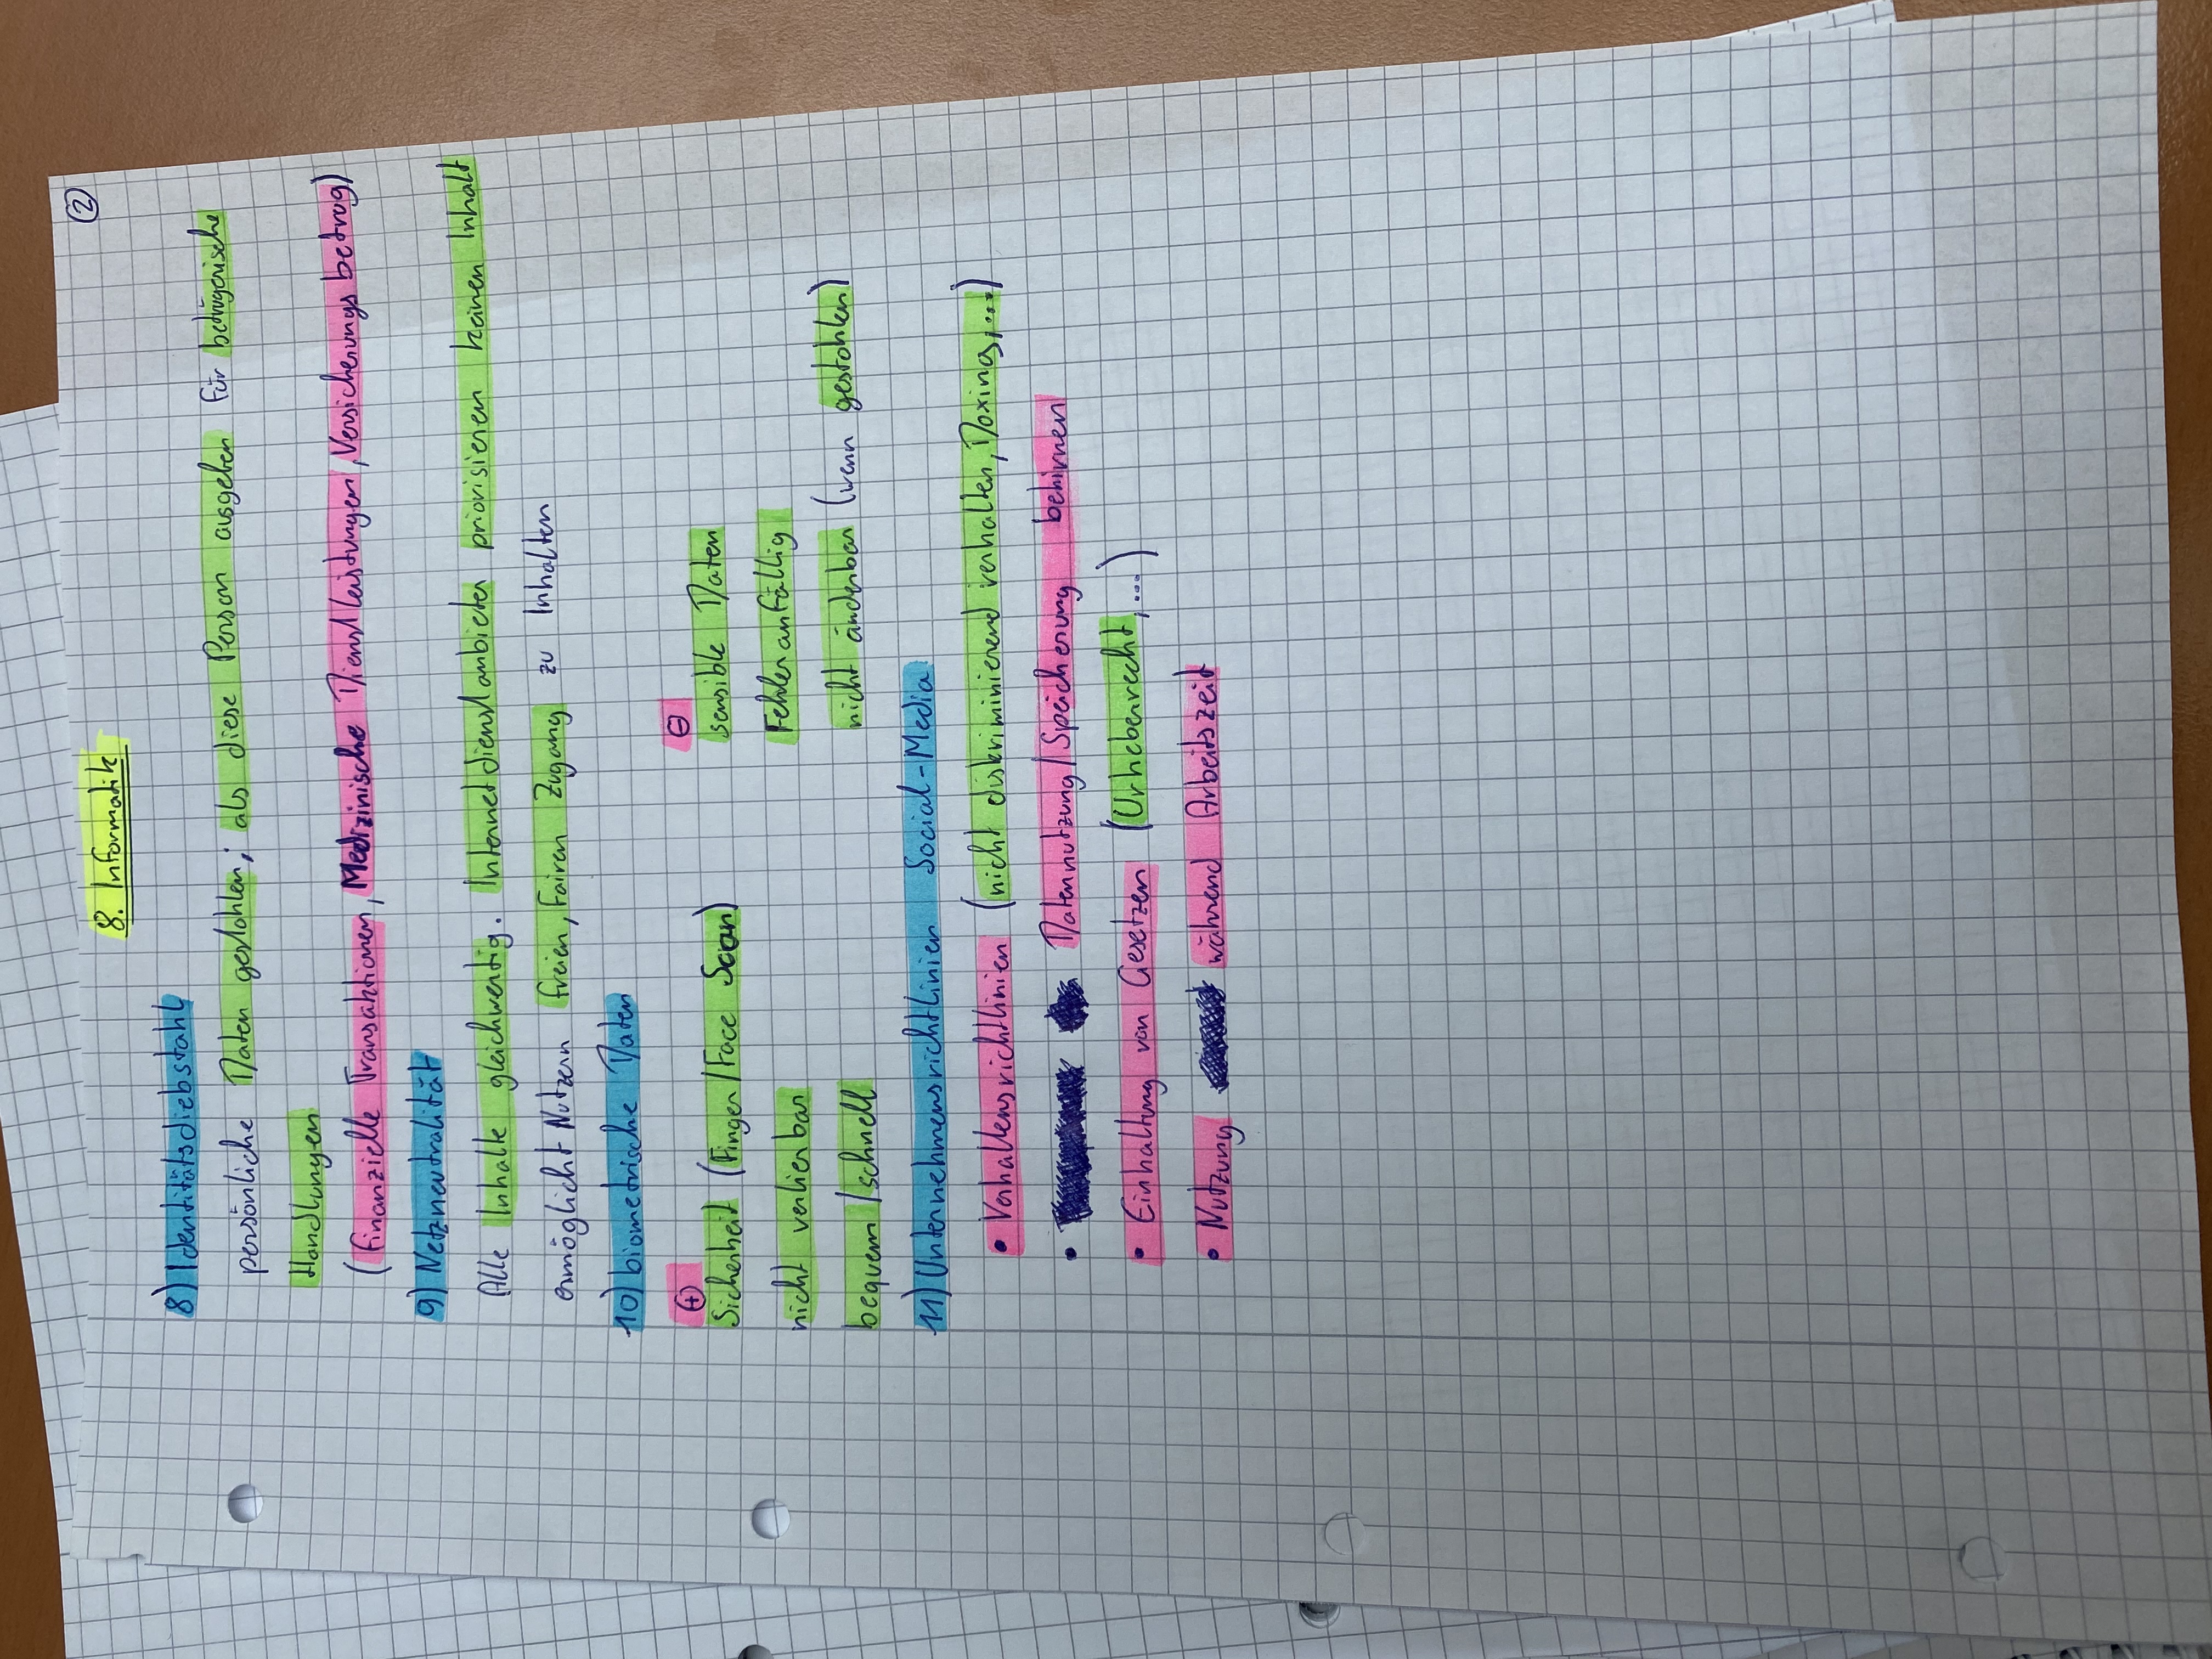 ②
8. Informatik
8) Identitätsdiebstahl
persönliche Daten gestohlen; als diese Person ausgeben für betrügerische
Handlungen
(finanzielle Transaktionen, Medizinische Dienstleistungen, Versicherungsbetrug)
9) Netzneutralität
Alle Inhalte gleichwertig. Internetdienstanbieter priorisieren keinen Inhalt
ermöglicht Nutzern freien, fairen Zugang zu Inhalten
10) biometrische Daten
⊕ ⊖
Sicherheit (Finger/Face Scan) sensible Daten
nicht verlierbar Fehleranfällig
bequem/schnell nicht änderbar (wenn gestohlen)
11) Unternehmensrichtlinien Social-Media
• Verhaltensrichtlinien (nicht diskriminierend verhalten, Doxing,...)
• Datennutzung/Speicherung
• Einhaltung von Gesetzen (Urheberrecht,...)
• Nutzung während Arbeitszeit